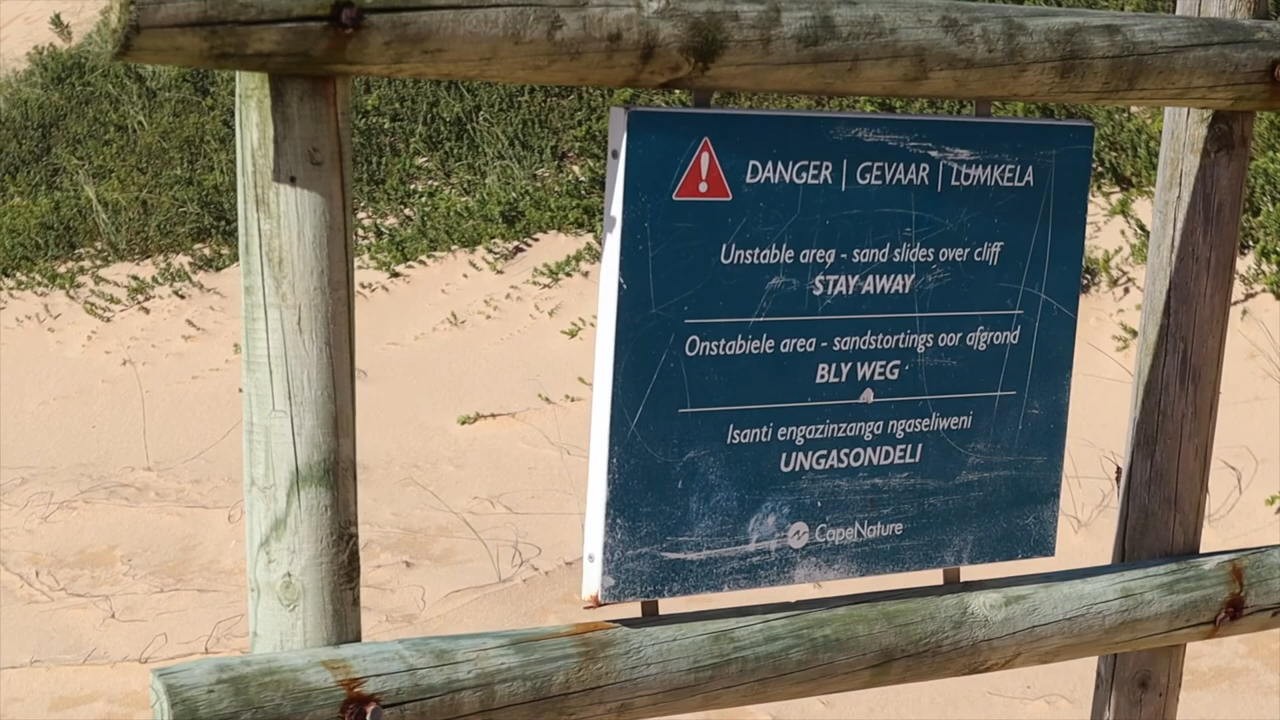 DANGER | GEVAAR | LUMKELA
Unstable area - sand slides over cliff
STAY AWAY
Onstabiele area - sandstortings oor afgrond
BLY WEG
Isanti engazinzanga ngaseliweni
UNGASONDELI
CapeNature